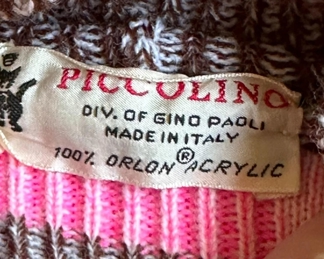 PICCOLINO
DIV. OF GINO PAOLI
MADE IN ITALY
100% ORLON® ACRYLIC